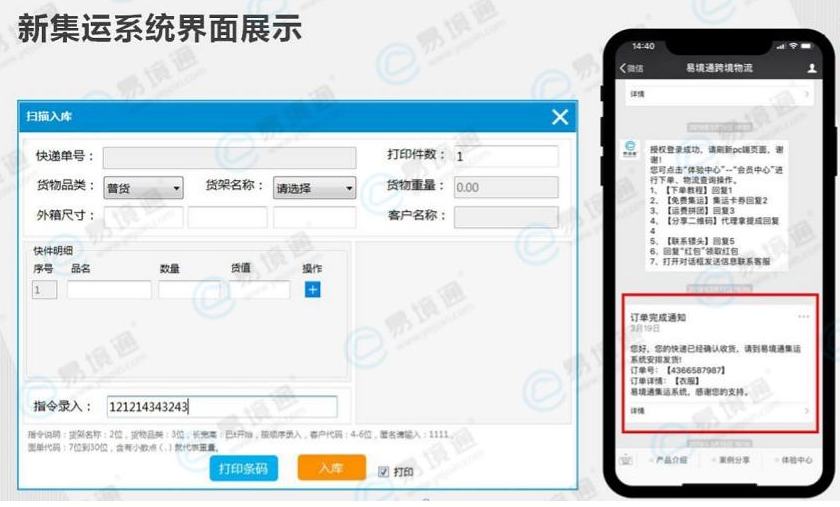 新集运系统界面展示
扫描入库
快递单号：
打印件数： 1
货物品类： 普货
货架名称： 请选择
货物重量： 0.00
外箱尺寸：
客户名称：
快件明细
序号 品名 数量 货值 操作
1 +
指令录入： 121214343243
指令说明：货架名称：2位，货物品类：3位，长宽高：已t开始，按顺序录入，客户代码：4-6位，匿名请输入：1111，
面单代码：7位到30位，含有小数点（.）就代表重量。
打印条码 入库 打印
14:40
微信 易境通跨境物流
详情
授权登录成功，请刷新pc端页面，谢
谢！
您可点击“体验中心”--“会员中心”进
行下单、物流查询操作。
1、【下单教程】回复1
2、【免费集运】集运卡券回复2
3、【运费拼团】回复3
4、【分享二维码】代理拿提成回复
4
5、【联系镖头】回复5
6、回复“红包”领取红包
7、打开对话框发送信息联系客服
订单完成通知
3月19日
您好，您的快递已经确认收货，请到易境通集运
系统安排发货!
订单号：【4366587987】
订单详情：【衣服】
易境通集运系统，感谢您的支持。
详情
产品介绍 案例分享 体验中心